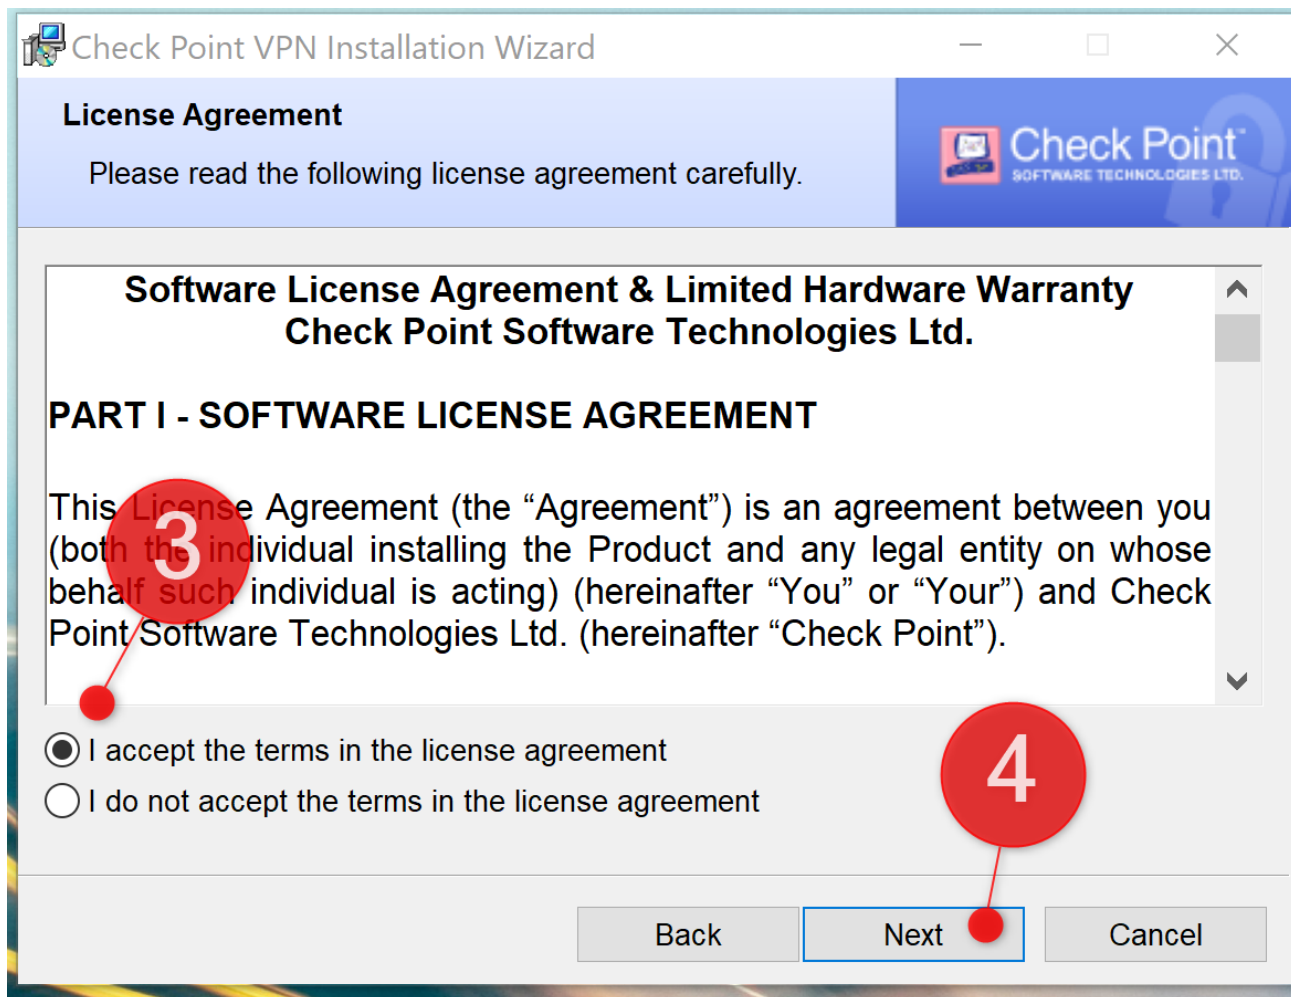 Check Point VPN Installation Wizard
License Agreement
Please read the following license agreement carefully.
Check Point™
SOFTWARE TECHNOLOGIES LTD.
Software License Agreement & Limited Hardware Warranty
Check Point Software Technologies Ltd.
PART I - SOFTWARE LICENSE AGREEMENT
This License Agreement (the “Agreement”) is an agreement between you
(both the individual installing the Product and any legal entity on whose
behalf such individual is acting) (hereinafter “You” or “Your”) and Check
Point Software Technologies Ltd. (hereinafter “Check Point”).
3
I accept the terms in the license agreement
I do not accept the terms in the license agreement
4
Back
Next
Cancel